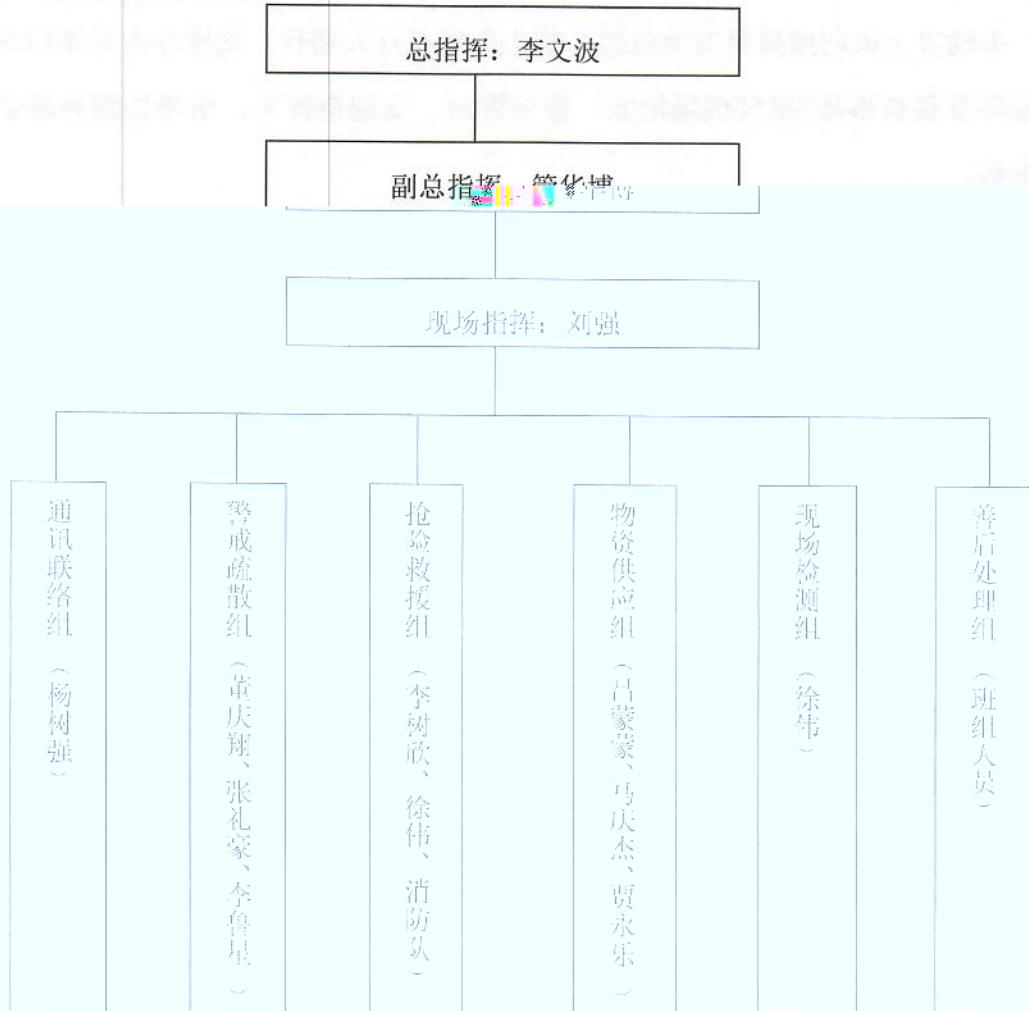 总指挥：李文波
副总指挥
现场指挥：刘强
通讯联络组（杨树强）
警戒疏散组（董庆翔、张礼豪、李鲁星）
抢险救援组（李树欣、徐伟、消防队）
物资供应组（吕蒙蒙、马庆杰、贾永乐）
现场检测组（徐伟）
善后处理组（班组人员）